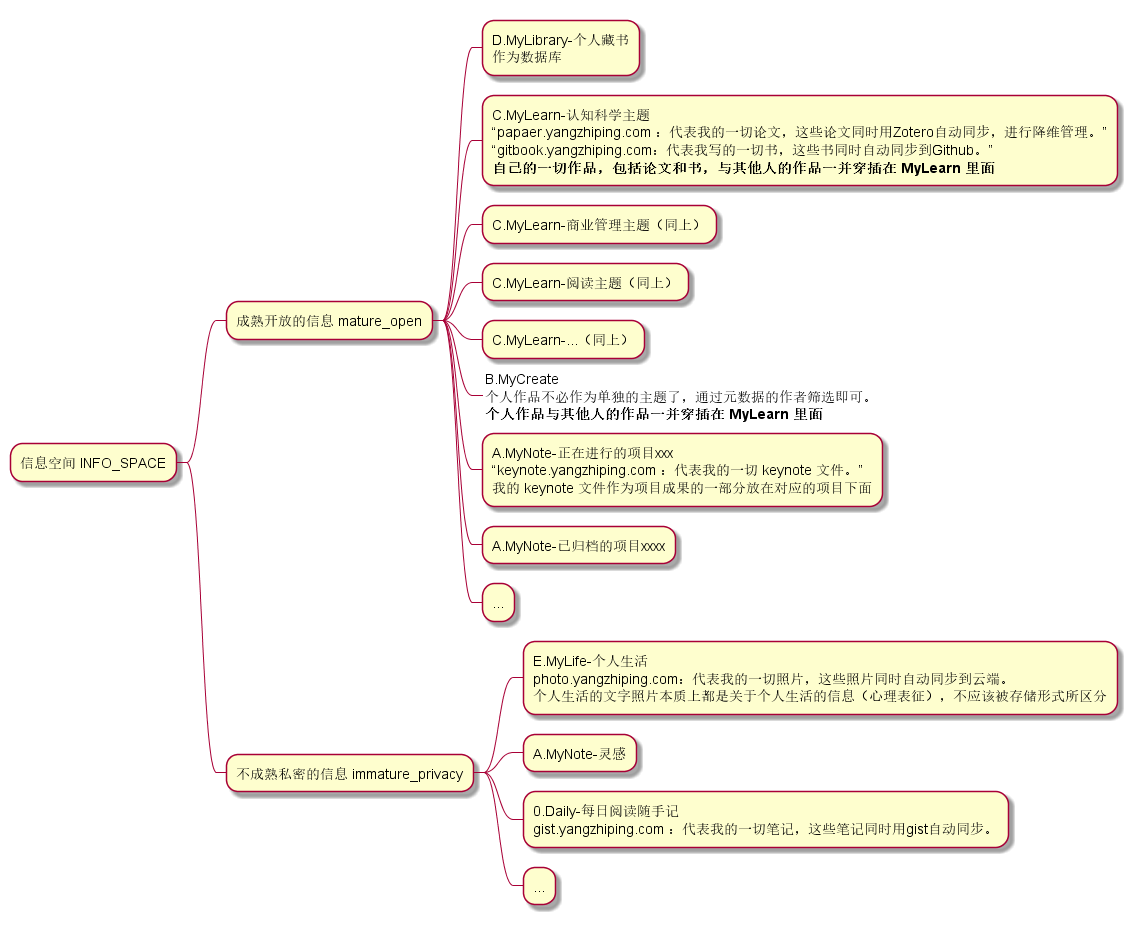 信息空间 INFO_SPACE
成熟开放的信息 mature_open
D.MyLibrary-个人藏书
作为数据库
C.MyLearn-认知科学主题
“papaer.yangzhiping.com ：代表我的一切论文，这些论文同时用Zotero自动同步，进行降维管理。”
“gitbook.yangzhiping.com：代表我写的一切书，这些书同时自动同步到Github。”
自己的一切作品，包括论文和书，与其他人的作品一并穿插在 MyLearn 里面
C.MyLearn-商业管理主题（同上）
C.MyLearn-阅读主题（同上）
C.MyLearn-...（同上）
B.MyCreate
个人作品不必作为单独的主题了，通过元数据的作者筛选即可。
个人作品与其他人的作品一并穿插在 MyLearn 里面
A.MyNote-正在进行的项目xxx
“keynote.yangzhiping.com ：代表我的一切 keynote 文件。”
我的 keynote 文件作为项目成果的一部分放在对应的项目下面
A.MyNote-已归档的项目xxxx
...
不成熟私密的信息 immature_privacy
E.MyLife-个人生活
photo.yangzhiping.com：代表我的一切照片，这些照片同时自动同步到云端。
个人生活的文字照片本质上都是关于个人生活的信息（心理表征），不应该被存储形式所区分
A.MyNote-灵感
0.Daily-每日阅读随手记
gist.yangzhiping.com ：代表我的一切笔记，这些笔记同时用gist自动同步。
...